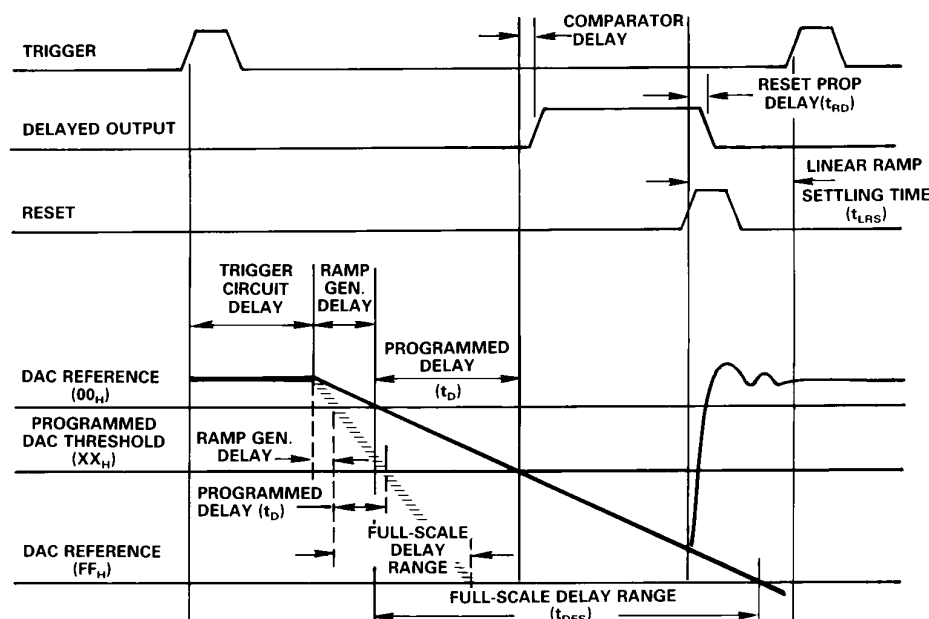 TRIGGER
COMPARATOR
DELAY
RESET PROP
DELAY(tRD)
DELAYED OUTPUT
LINEAR RAMP
SETTLING TIME
(tLRS)
RESET
TRIGGER
CIRCUIT
DELAY
RAMP
GEN.
DELAY
PROGRAMMED
DELAY
(tD)
DAC REFERENCE
(00H)
PROGRAMMED
DAC THRESHOLD
(XXH)
RAMP GEN.
DELAY
PROGRAMMED
DELAY (tD)
FULL-SCALE
DELAY
RANGE
DAC REFERENCE
(FFH)
FULL-SCALE DELAY RANGE
(tDFS)